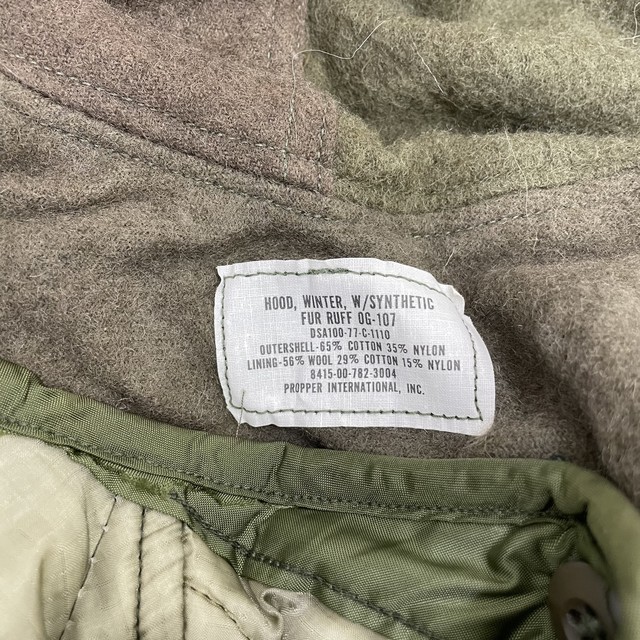 HOOD, WINTER, W/SYNTHETIC
FUR RUFF OG-107
DSA100-77-C-1110
OUTERSHELL-65% COTTON 35% NYLON
LINING-56% WOOL 29% COTTON 15% NYLON
8415-00-782-3004
PROPPER INTERNATIONAL, INC.